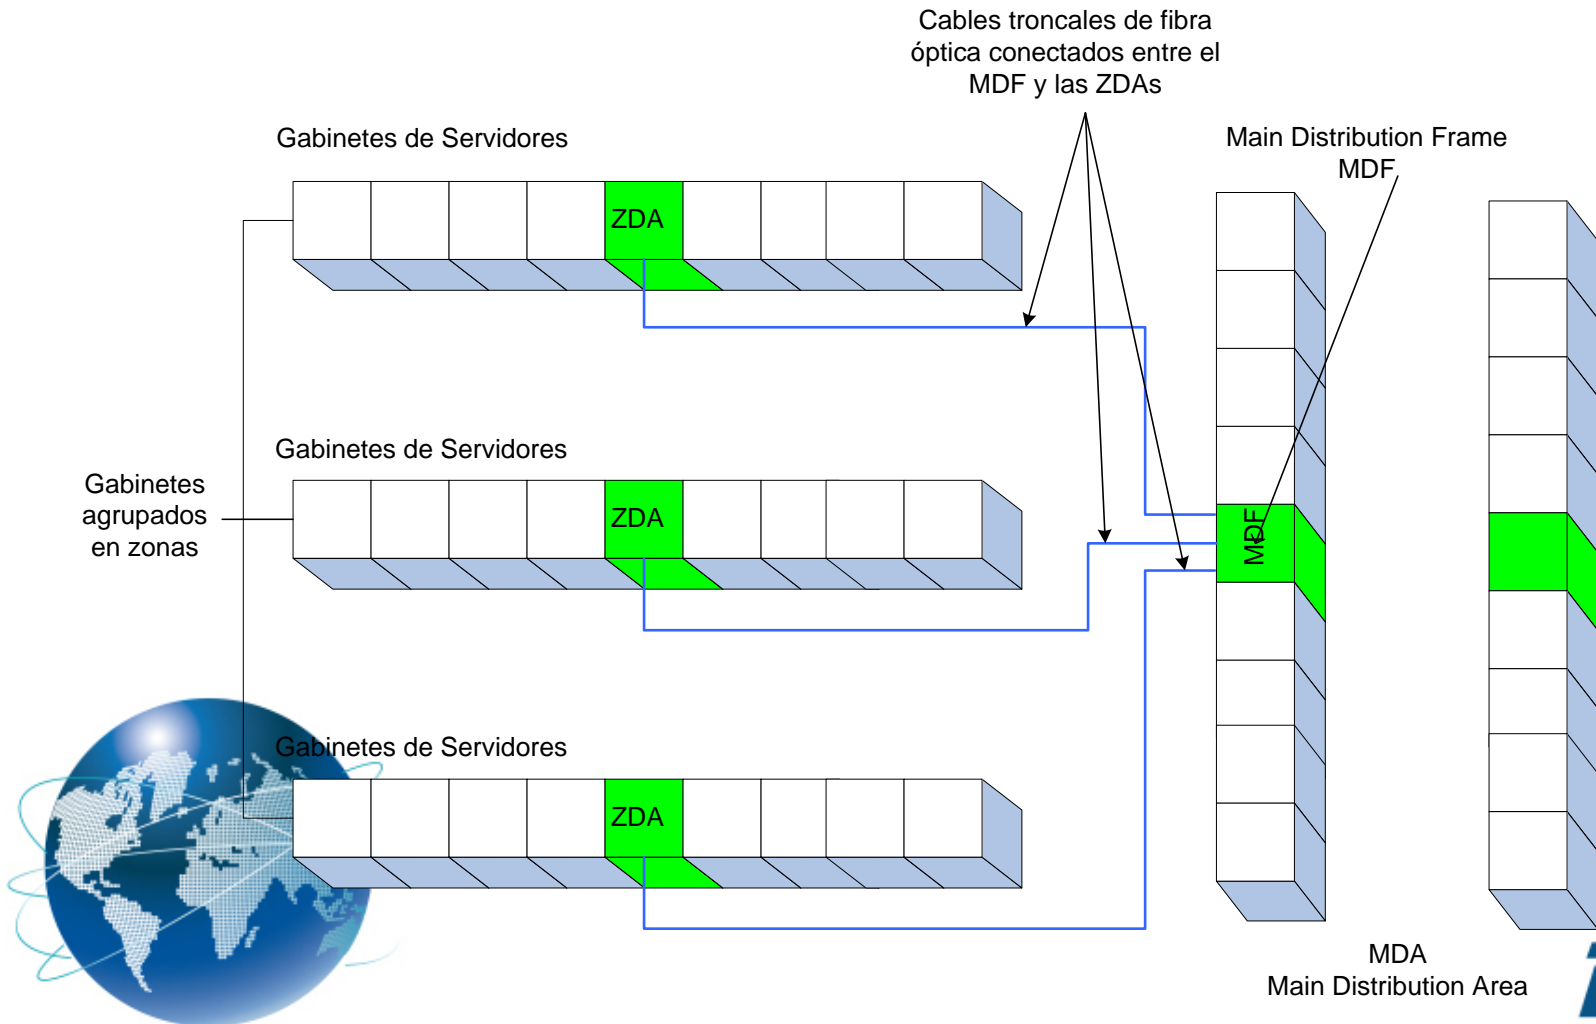 Cables troncales de fibra
óptica conectados entre el
MDF y las ZDAs
Gabinetes de Servidores
Main Distribution Frame
MDF
ZDA
Gabinetes de Servidores
Gabinetes
agrupados
en zonas
ZDA
MDF
Gabinetes de Servidores
ZDA
MDA
Main Distribution Area